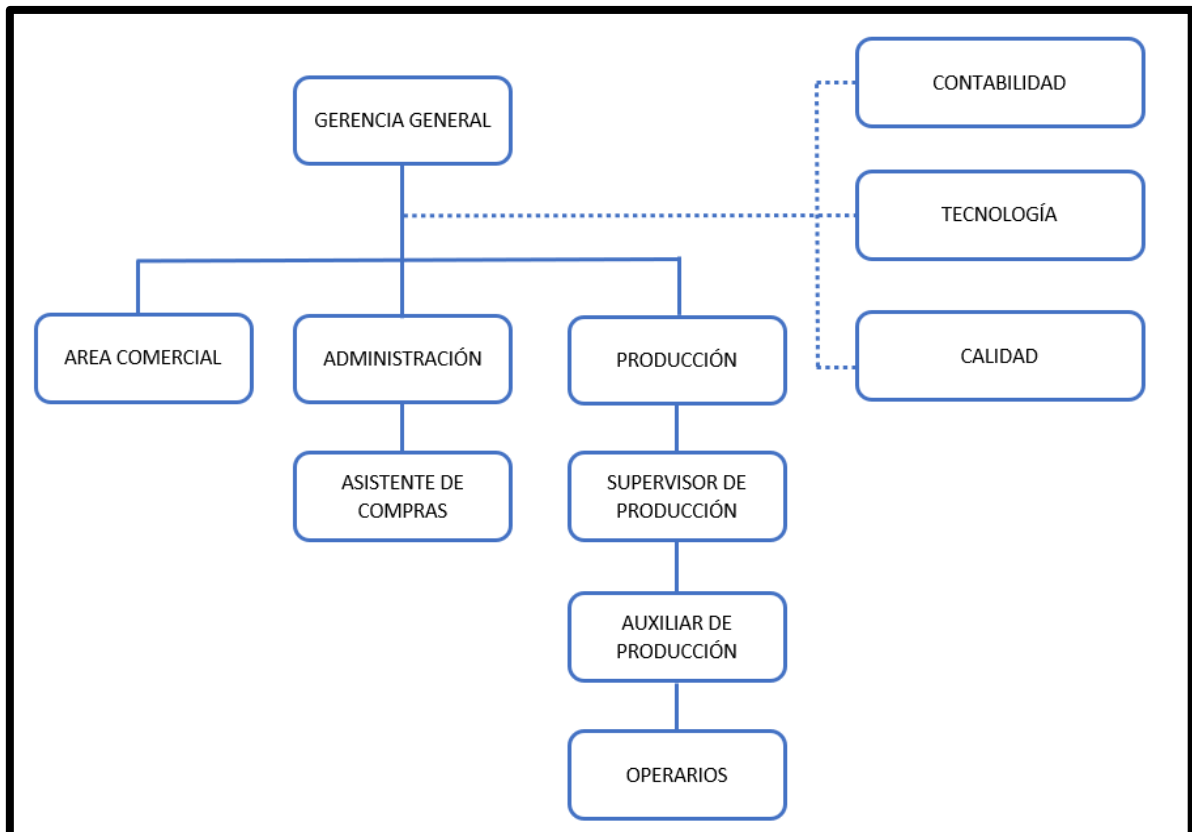 GERENCIA GENERAL
CONTABILIDAD
TECNOLOGÍA
CALIDAD
AREA COMERCIAL
ADMINISTRACIÓN
PRODUCCIÓN
ASISTENTE DE
COMPRAS
SUPERVISOR DE
PRODUCCIÓN
AUXILIAR DE
PRODUCCIÓN
OPERARIOS